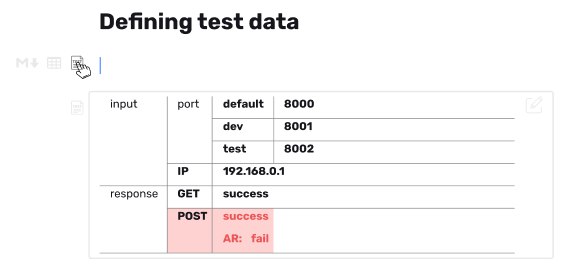 Defining test data
M
input port default 8000
dev 8001
test 8002
IP 192.168.0.1
response GET success
POST success
AR: fail